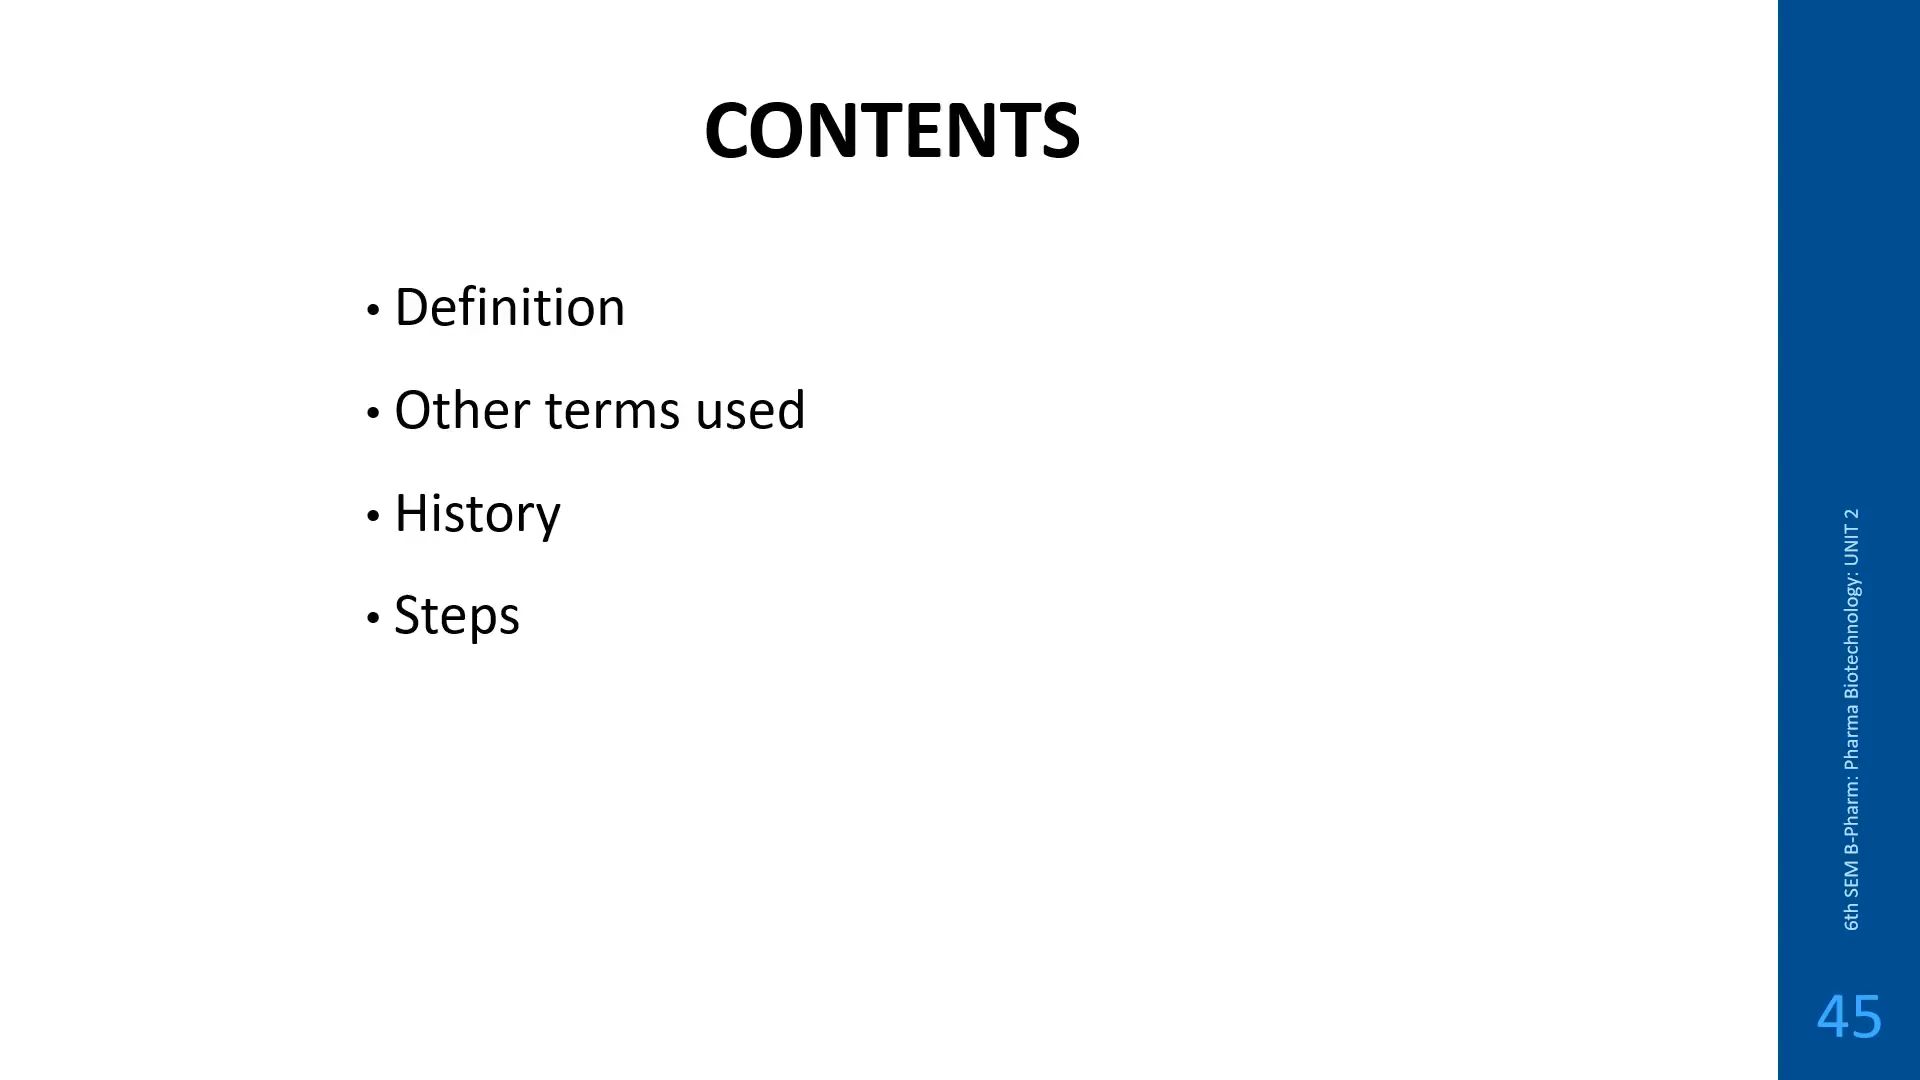 CONTENTS
• Definition
• Other terms used
• History
• Steps
6th SEM B-Pharm: Pharma Biotechnology: UNIT 2
45